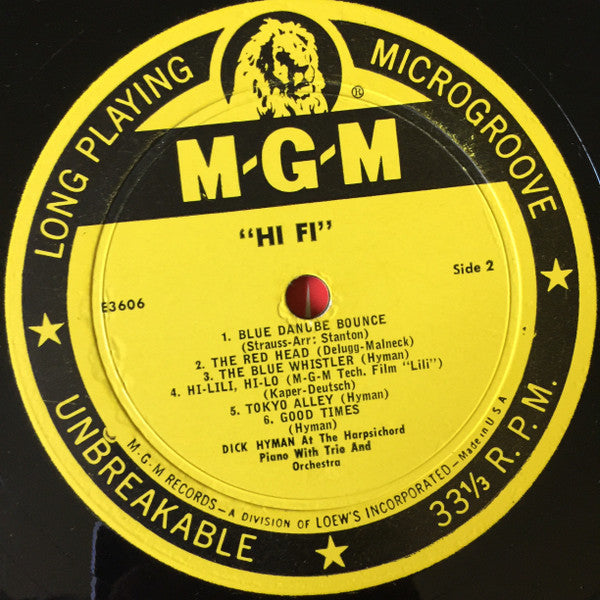 LONG PLAYING
MICROGROOVE
®
M-G-M
"HI FI"
Side 2
E3606
1. BLUE DANUBE BOUNCE
(Strauss-Arr: Stanton)
2. THE RED HEAD (Delugg-Malneck)
3. THE BLUE WHISTLER (Hyman)
4. HI-LILI, HI-LO (M-G-M Tech. Film "Lili")
(Kaper-Deutsch)
5. TOKYO ALLEY (Hyman)
6. GOOD TIMES
(Hyman)
DICK HYMAN At The Harpsichord
Piano With Trio And
Orchestra
M.G.M RECORDS—A DIVISION OF LOEW'S INCORPORATED—Made in U S A
UNBREAKABLE
33⅓ R.P.M.